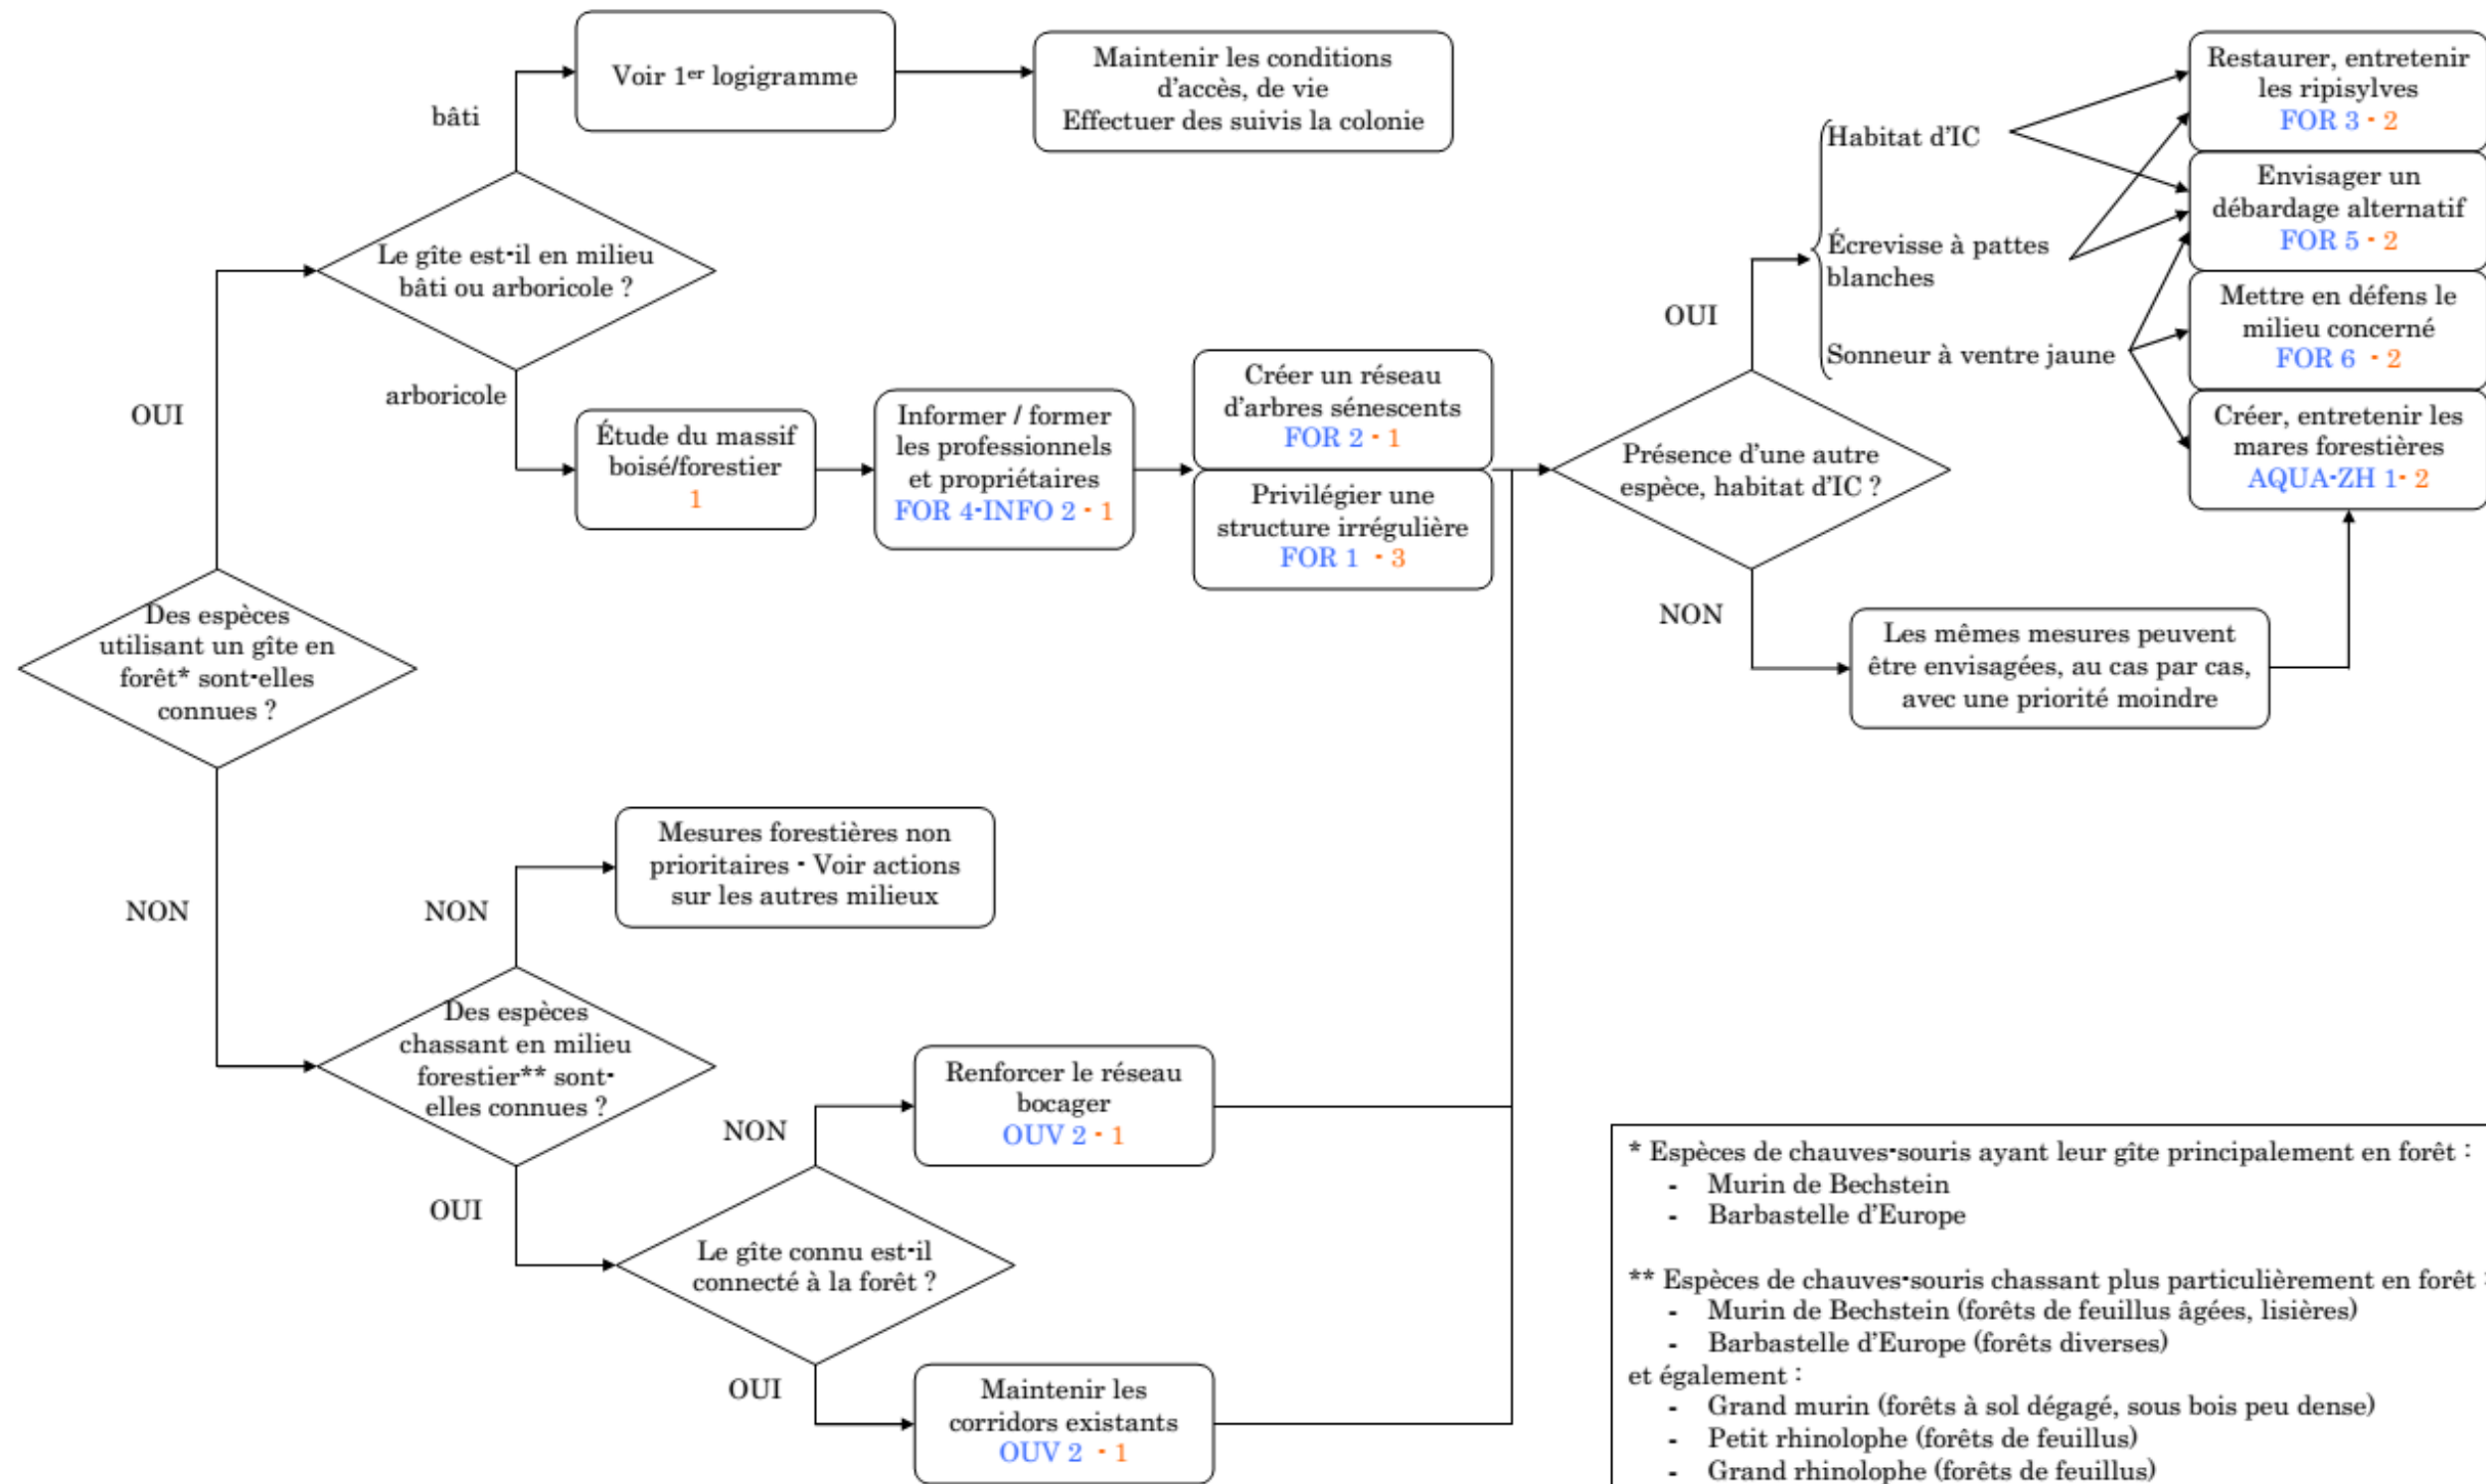 Voir 1er logigramme
Maintenir les conditions
d'accès, de vie
Effectuer des suivis la colonie
bâti
Le gîte est-il en milieu
bâti ou arboricole ?
arboricole
OUI
Étude du massif
boisé/forestier
1
Informer / former
les professionnels
et propriétaires
FOR 4-INFO 2 - 1
Créer un réseau
d'arbres sénescents
FOR 2 - 1
Privilégier une
structure irrégulière
FOR 1 - 3
Présence d'une autre
espèce, habitat d'IC ?
OUI
Habitat d'IC
Écrevisse à pattes
blanches
Sonneur à ventre jaune
Restaurer, entretenir
les ripisylves
FOR 3 - 2
Envisager un
débardage alternatif
FOR 5 - 2
Mettre en défens le
milieu concerné
FOR 6 - 2
Créer, entretenir les
mares forestières
AQUA-ZH 1- 2
NON
Les mêmes mesures peuvent
être envisagées, au cas par cas,
avec une priorité moindre
Des espèces
utilisant un gîte en
forêt* sont-elles
connues ?
NON
NON
Mesures forestières non
prioritaires - Voir actions
sur les autres milieux
Des espèces
chassant en milieu
forestier** sont-
elles connues ?
OUI
NON
Renforcer le réseau
bocager
OUV 2 - 1
Le gîte connu est-il
connecté à la forêt ?
OUI
Maintenir les
corridors existants
OUV 2 - 1
* Espèces de chauves-souris ayant leur gîte principalement en forêt :
- Murin de Bechstein
- Barbastelle d'Europe
** Espèces de chauves-souris chassant plus particulièrement en forêt :
- Murin de Bechstein (forêts de feuillus âgées, lisières)
- Barbastelle d'Europe (forêts diverses)
et également :
- Grand murin (forêts à sol dégagé, sous bois peu dense)
- Petit rhinolophe (forêts de feuillus)
- Grand rhinolophe (forêts de feuillus)